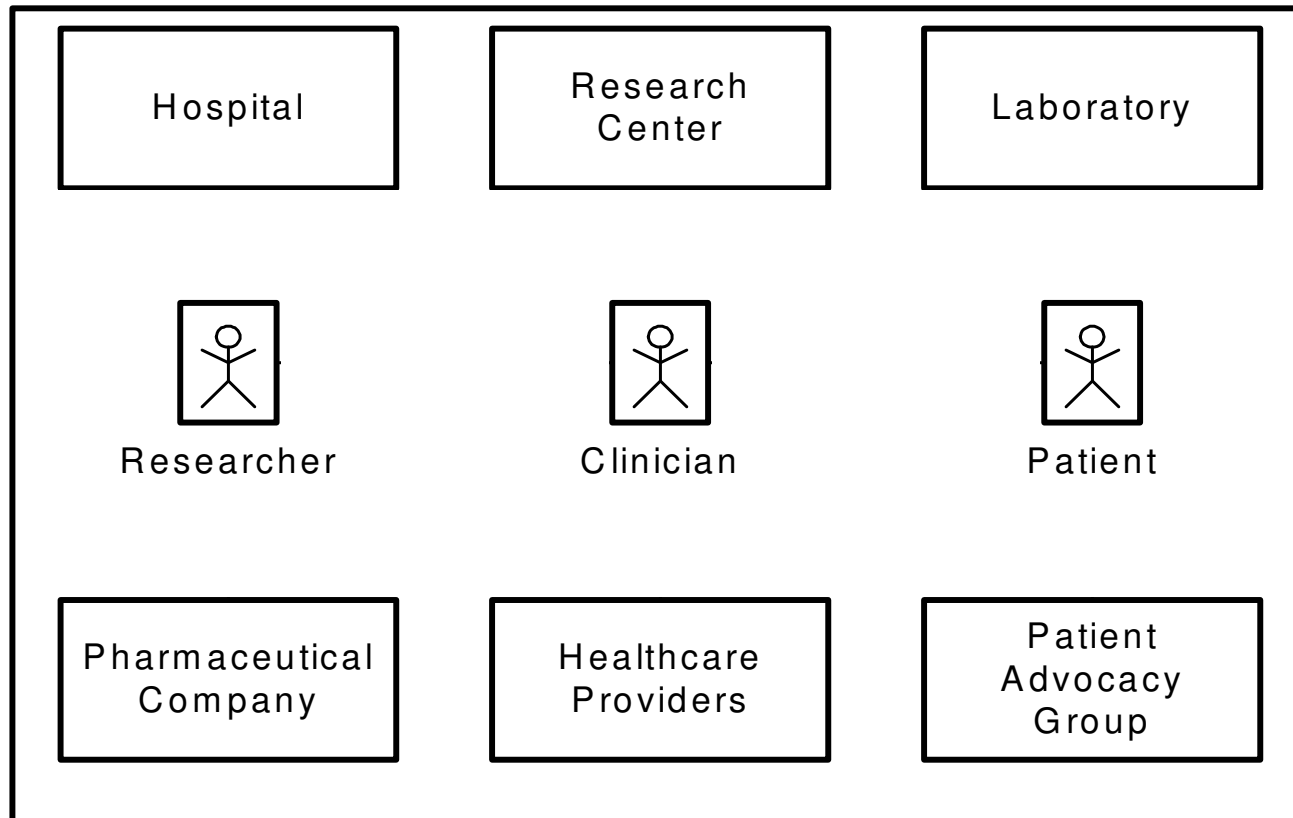 Hospital
Research
Center
Laboratory
Researcher
Clinician
Patient
Pharmaceutical
Company
Healthcare
Providers
Patient
Advocacy
Group